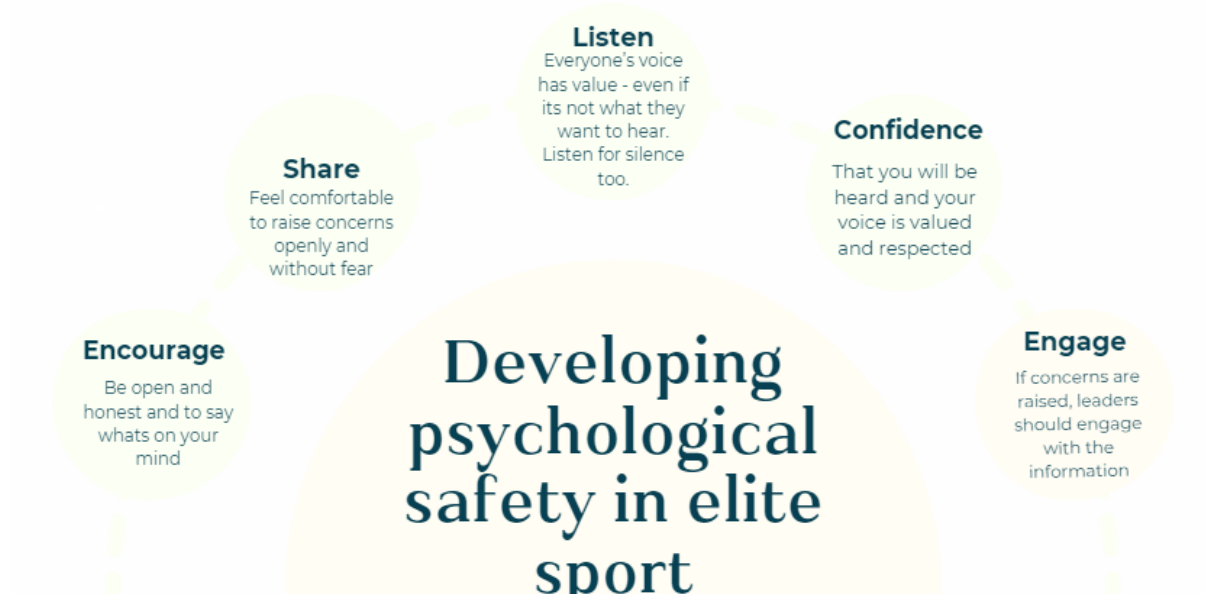 Listen
Everyone's voice
has value - even if
its not what they
want to hear.
Listen for silence
too.
Confidence
That you will be
heard and your
voice is valued
and respected
Share
Feel comfortable
to raise concerns
openly and
without fear
Encourage
Be open and
honest and to say
whats on your
mind
Engage
If concerns are
raised, leaders
should engage
with the
information
Developing
psychological
safety in elite
sport